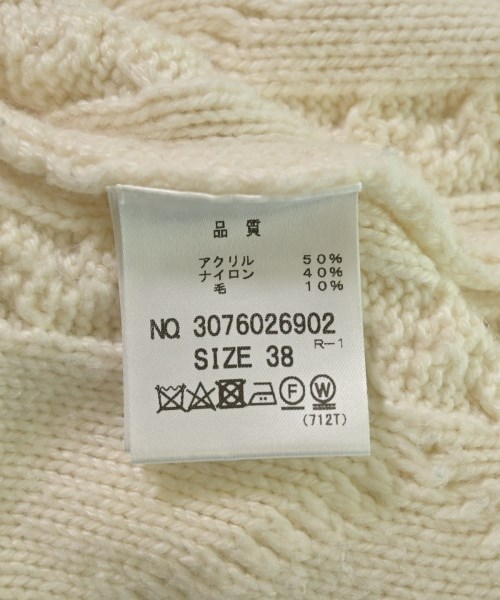 品 質
アクリル 50%
ナイロン 40%
毛 10%
NO. 3076026902
R-1
SIZE 38
F W
(712T)